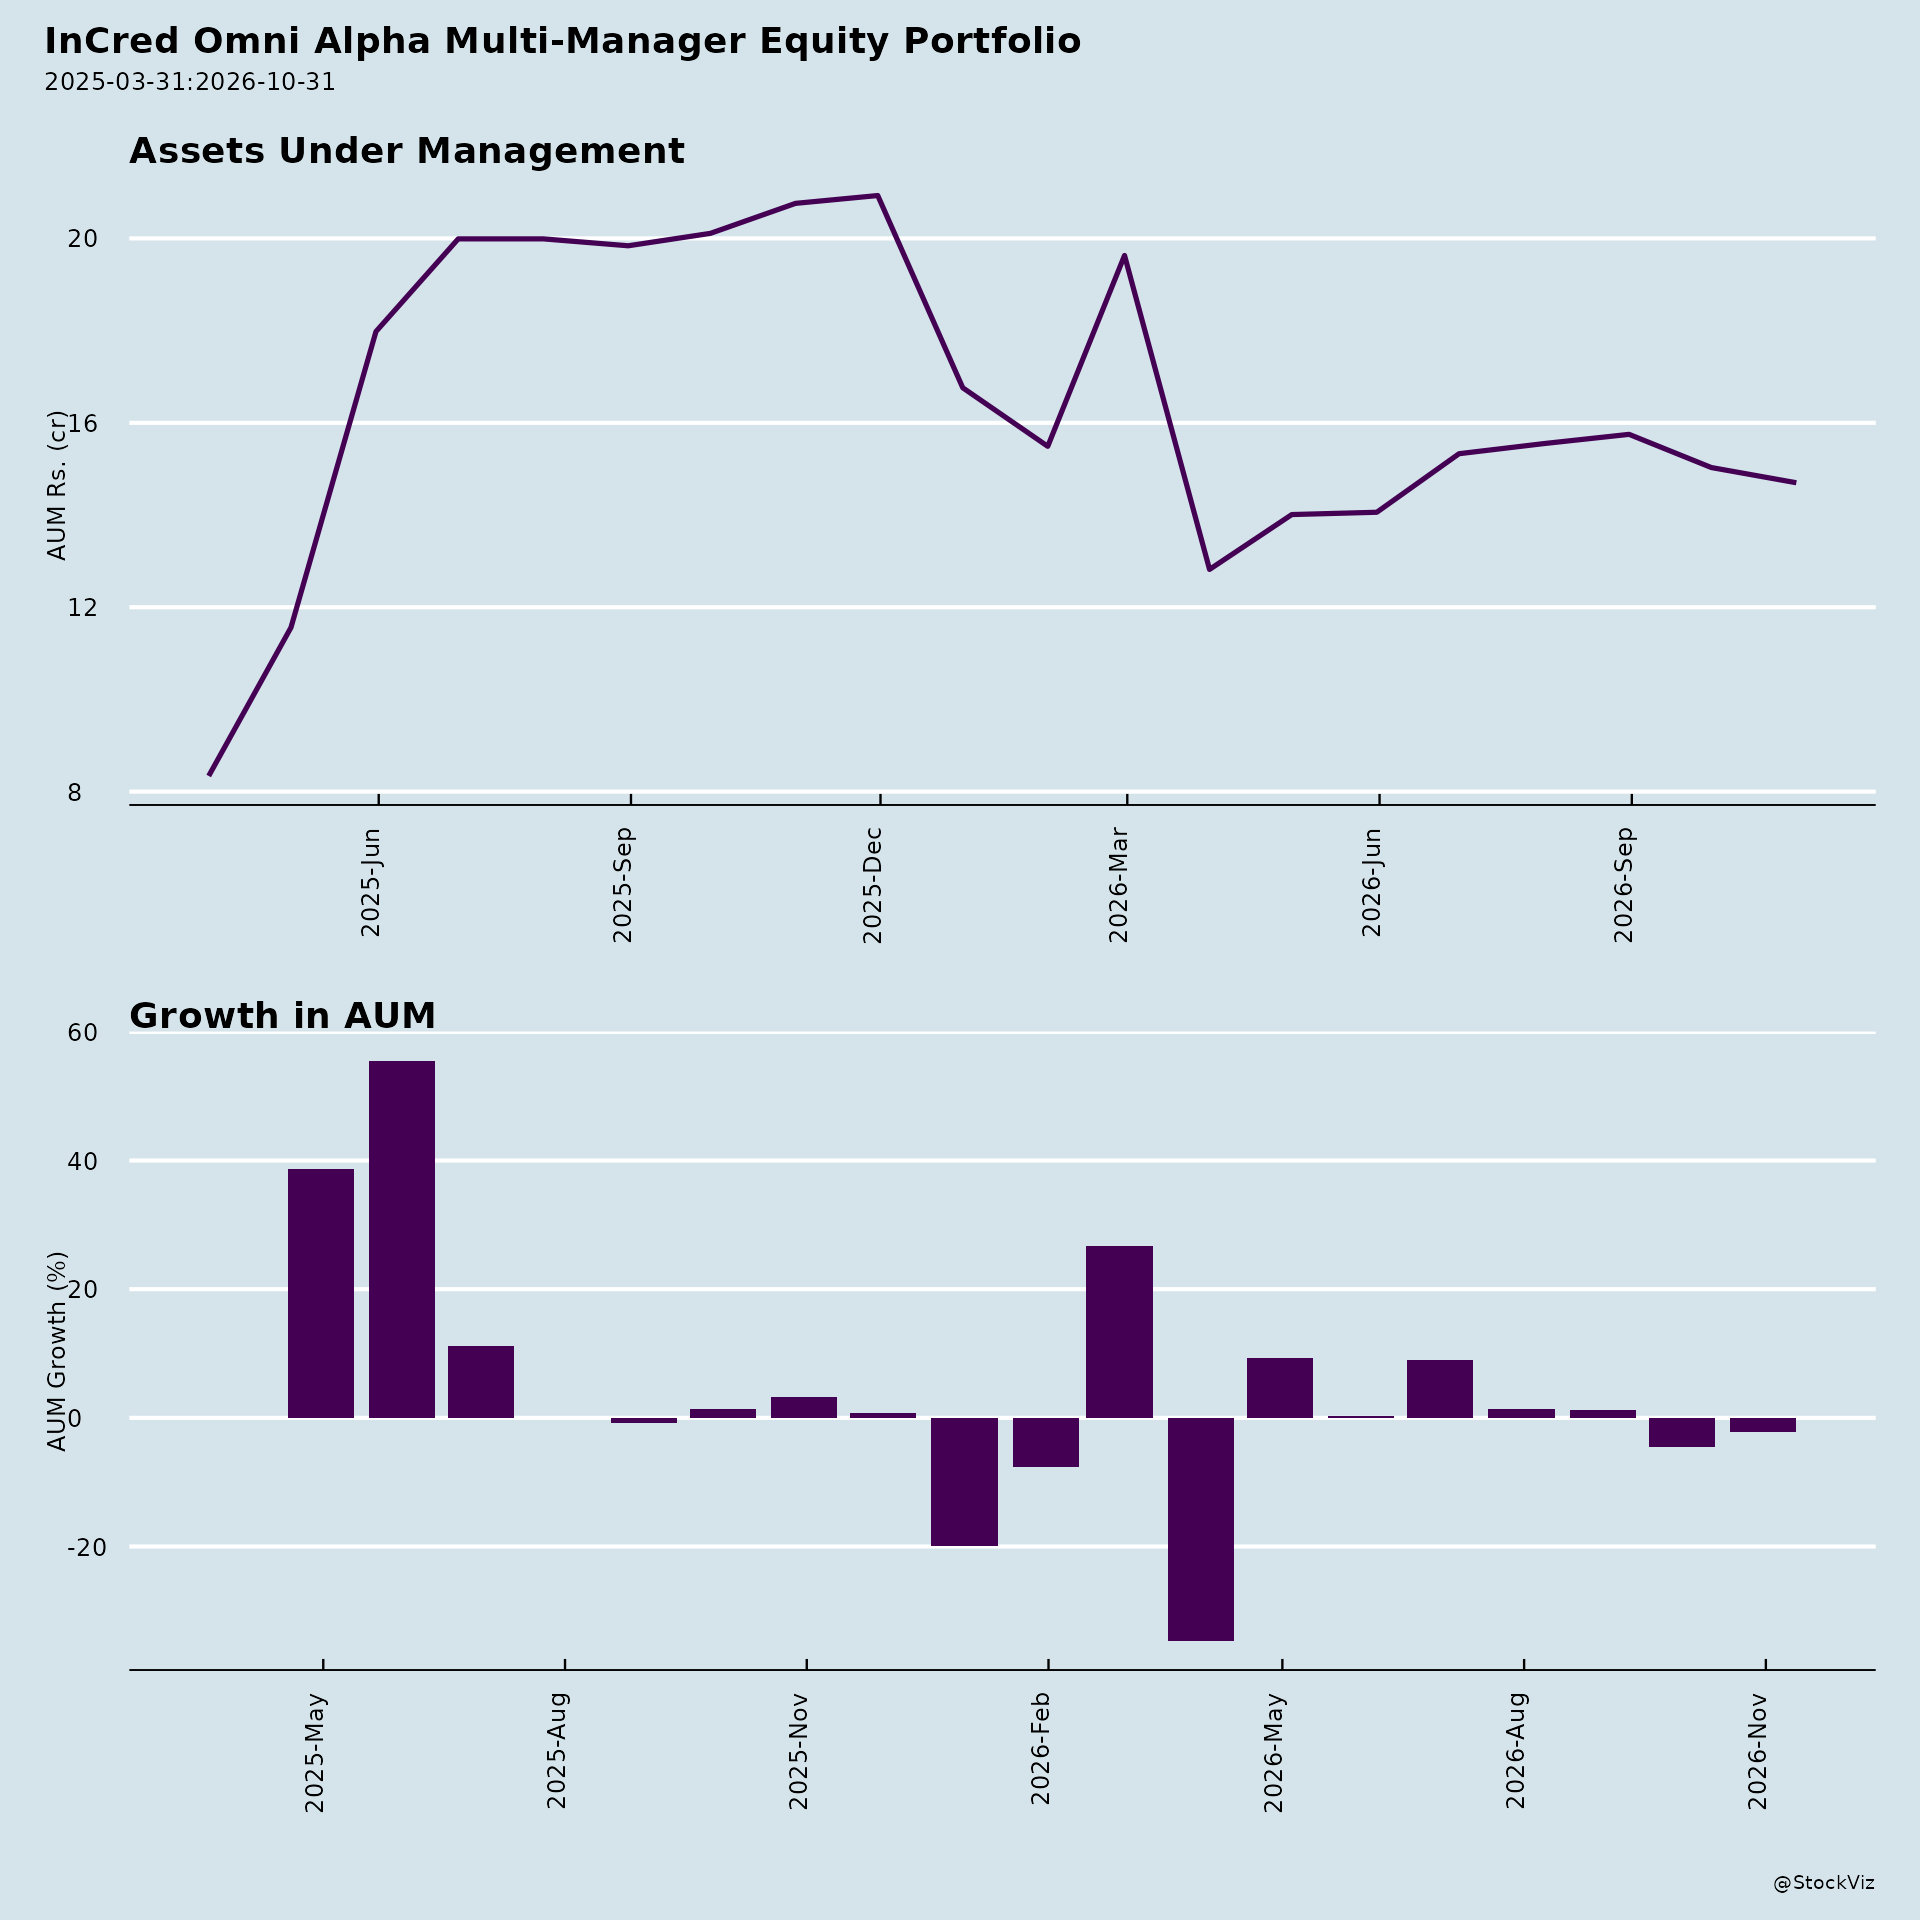 InCred Omni Alpha Multi-Manager Equity Portfolio
2025-03-31:2026-10-31
Assets Under Management
AUM Rs. (cr)
20
16
12
8
2025-Jun
2025-Sep
2025-Dec
2026-Mar
2026-Jun
2026-Sep
Growth in AUM
AUM Growth (%)
60
40
20
0
-20
2025-May
2025-Aug
2025-Nov
2026-Feb
2026-May
2026-Aug
2026-Nov
@StockViz